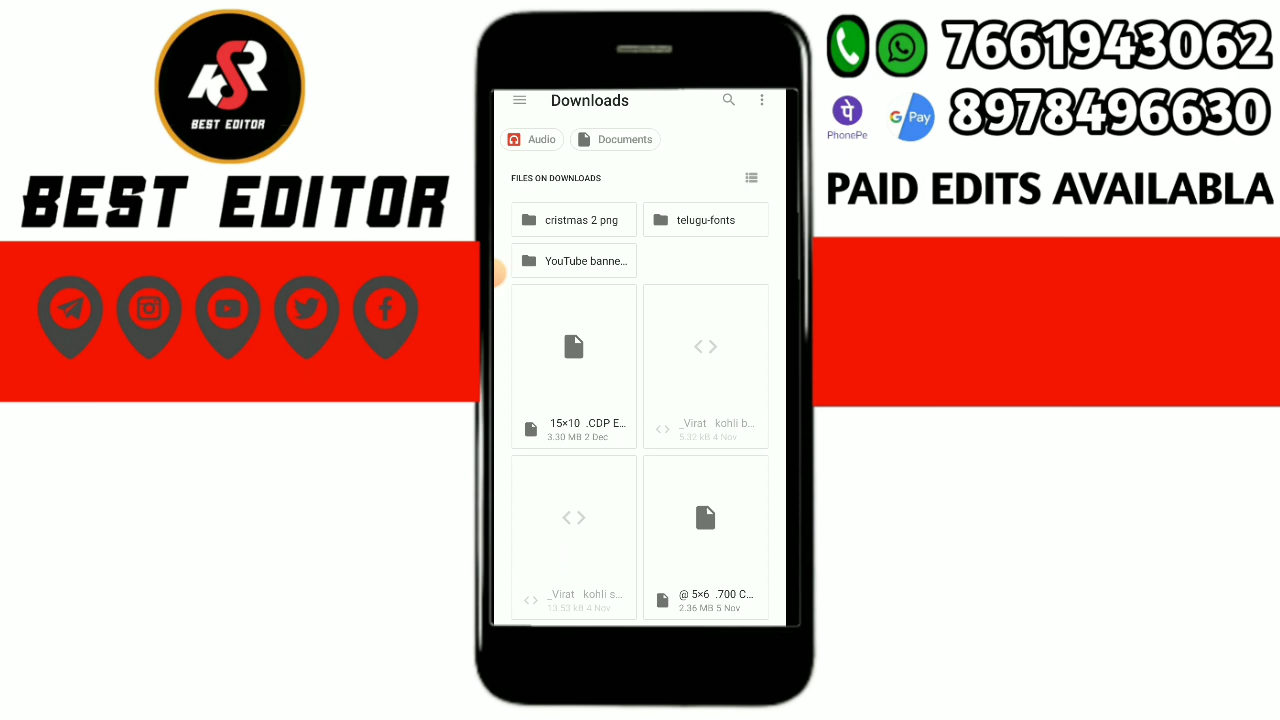 KSR
BEST EDITOR
BEST EDITOR
7661943062
पे
PhonePe
G Pay
8978496630
PAID EDITS AVAILABLA
Downloads
Audio
Documents
FILES ON DOWNLOADS
cristmas 2 png
telugu-fonts
YouTube banne...
15×10 .CDP E...
3.30 MB 2 Dec
_Virat kohli b...
5.32 kB 4 Nov
_Virat kohli s...
13.53 kB 4 Nov
@ 5×6 .700 C...
2.36 MB 5 Nov